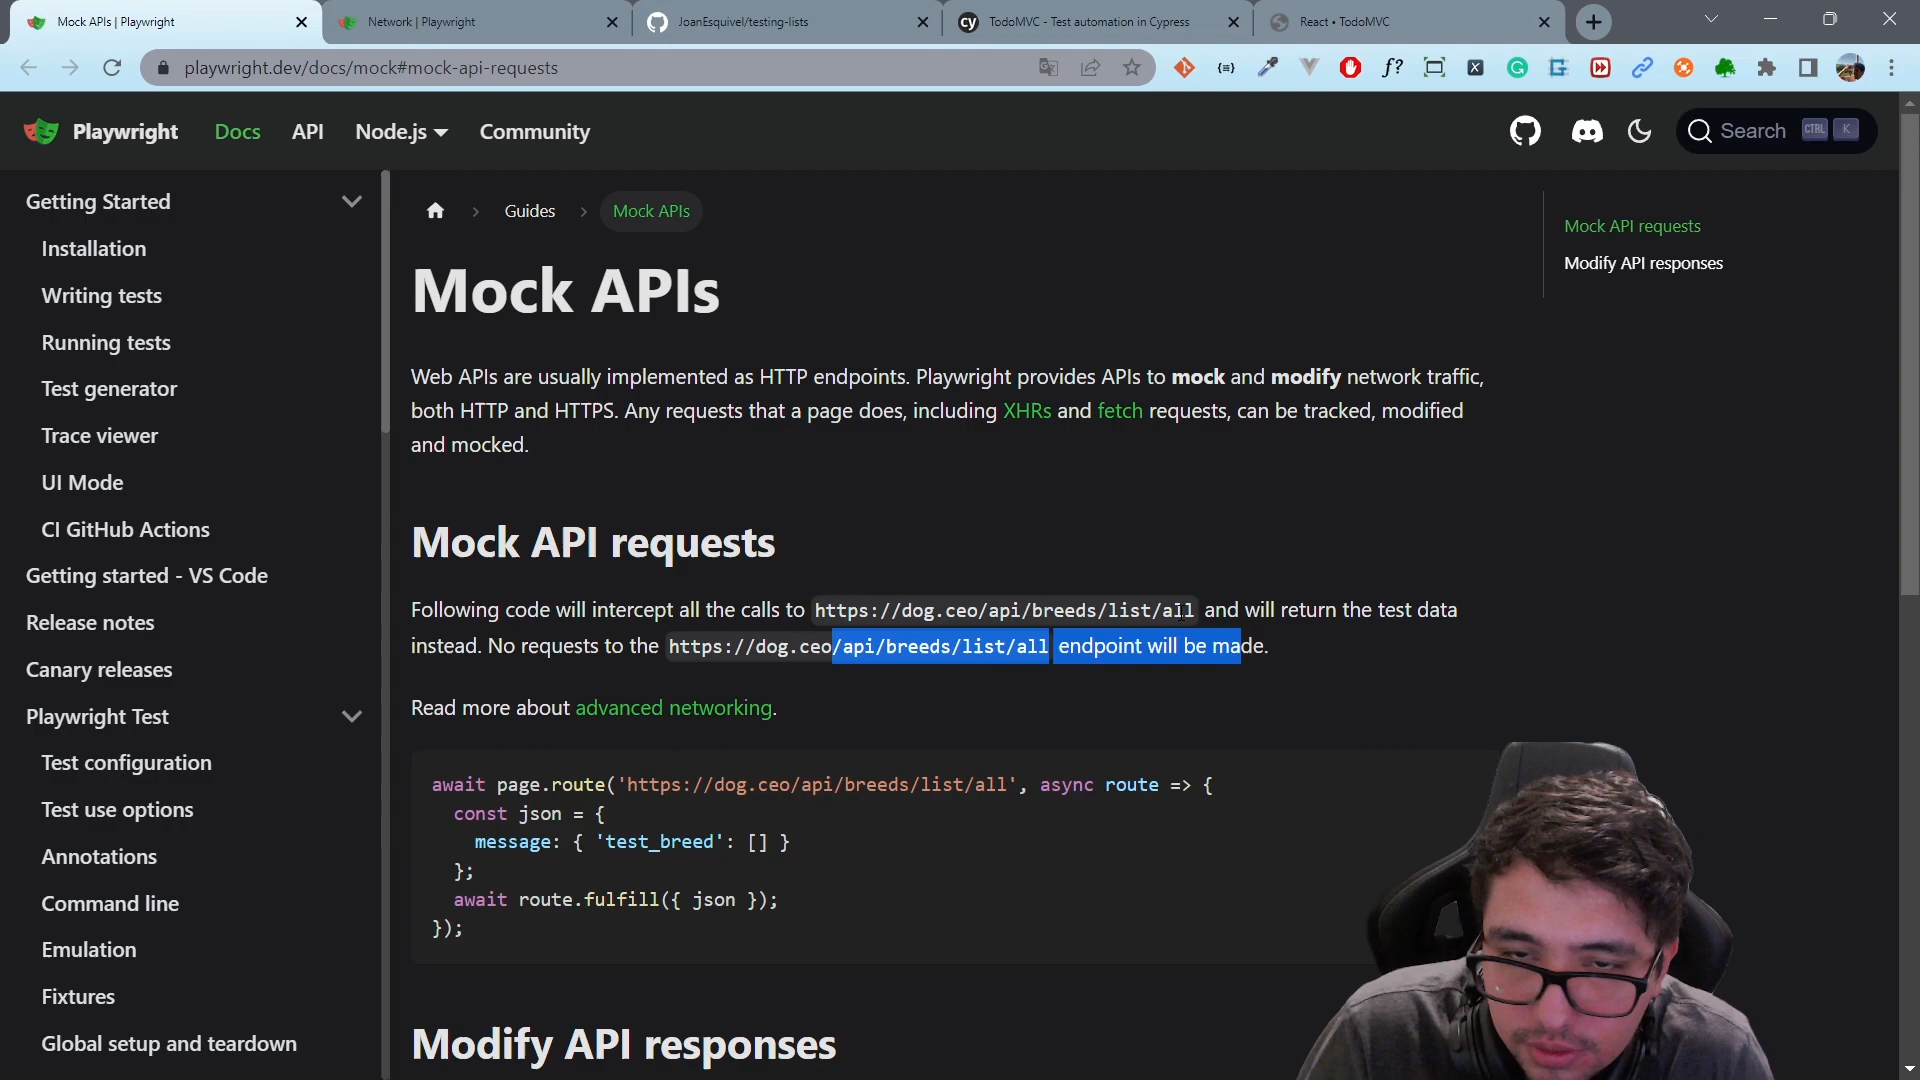 Mock APIs | Playwright
Network | Playwright
JoanEsquivel/testing-lists
cy
TodoMVC - Test automation in Cypress
React • TodoMVC
playwright.dev/docs/mock#mock-api-requests
f?
Playwright
Docs
API
Node.js
Community
Search
CTRL
K
Getting Started
Installation
Writing tests
Running tests
Test generator
Trace viewer
UI Mode
CI GitHub Actions
Getting started - VS Code
Release notes
Canary releases
Playwright Test
Test configuration
Test use options
Annotations
Command line
Emulation
Fixtures
Global setup and teardown
Guides
Mock APIs
Mock APIs
Web APIs are usually implemented as HTTP endpoints. Playwright provides APIs to mock and modify network traffic,
both HTTP and HTTPS. Any requests that a page does, including XHRs and fetch requests, can be tracked, modified
and mocked.
Mock API requests
Following code will intercept all the calls to https://dog.ceo/api/breeds/list/all and will return the test data
instead. No requests to the https://dog.ceo/api/breeds/list/all endpoint will be made.
Read more about advanced networking.
await page.route('https://dog.ceo/api/breeds/list/all', async route => {
const json = {
message: { 'test_breed': [] }
};
await route.fulfill({ json });
});
Modify API responses
Mock API requests
Modify API responses